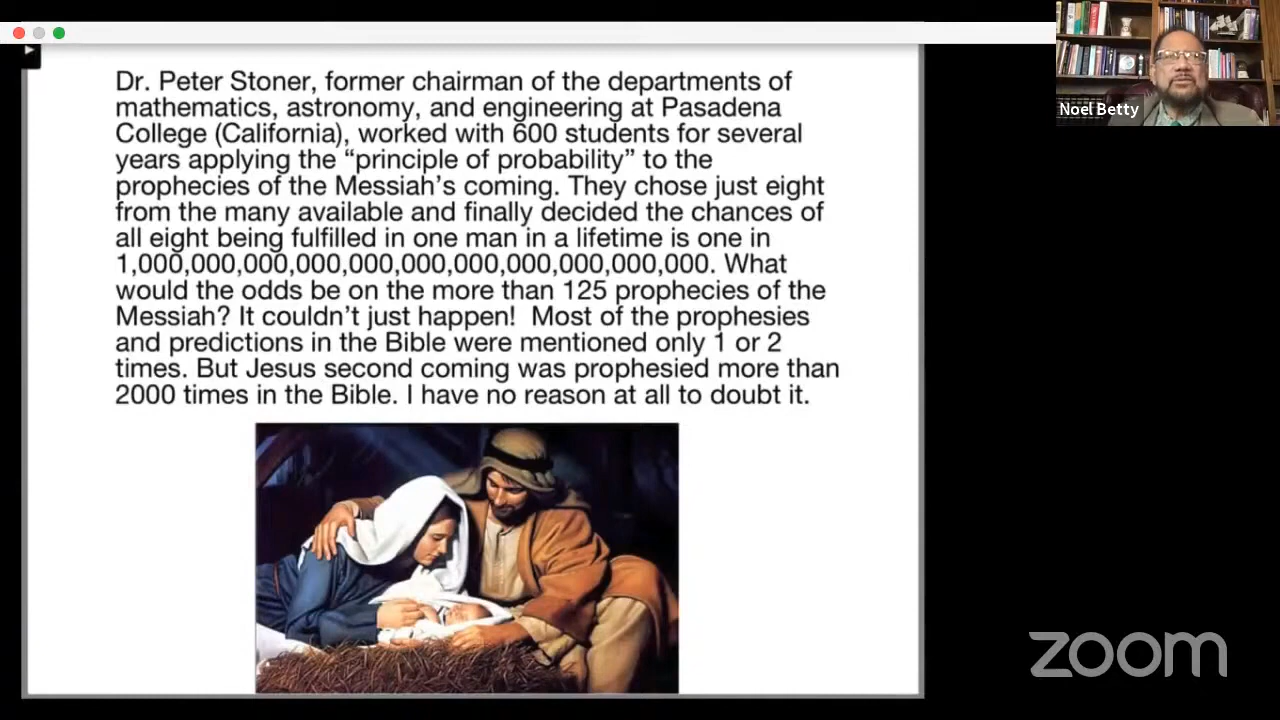 Dr. Peter Stoner, former chairman of the departments of
mathematics, astronomy, and engineering at Pasadena
College (California), worked with 600 students for several
years applying the “principle of probability” to the
prophecies of the Messiah’s coming. They chose just eight
from the many available and finally decided the chances of
all eight being fulfilled in one man in a lifetime is one in
1,000,000,000,000,000,000,000,000,000,000,000. What
would the odds be on the more than 125 prophecies of the
Messiah? It couldn’t just happen!  Most of the prophesies
and predictions in the Bible were mentioned only 1 or 2
times. But Jesus second coming was prophesied more than
2000 times in the Bible. I have no reason at all to doubt it.
Noel Betty
zoom